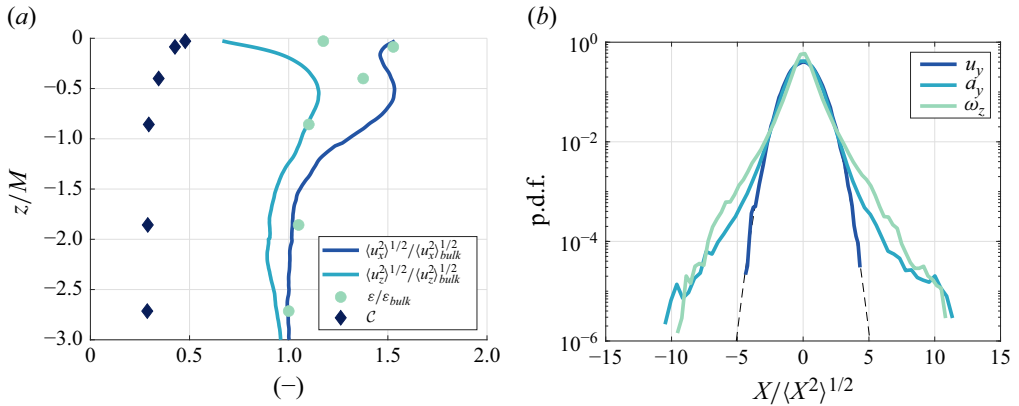 (a)
0
−0.5
−1.0
−1.5
−2.0
−2.5
−3.0
z/M
0 0.5 1.0 1.5 2.0
(−)
⟨u_x^2⟩^{1/2}/⟨u_x^2⟩_{bulk}^{1/2}
⟨u_z^2⟩^{1/2}/⟨u_z^2⟩_{bulk}^{1/2}
ε/ε_{bulk}
C
(b)
10^0
10^{−2}
10^{−4}
10^{−6}
p.d.f.
u_y
a_y
ω_z
−15 −10 −5 0 5 10 15
X/⟨X^2⟩^{1/2}